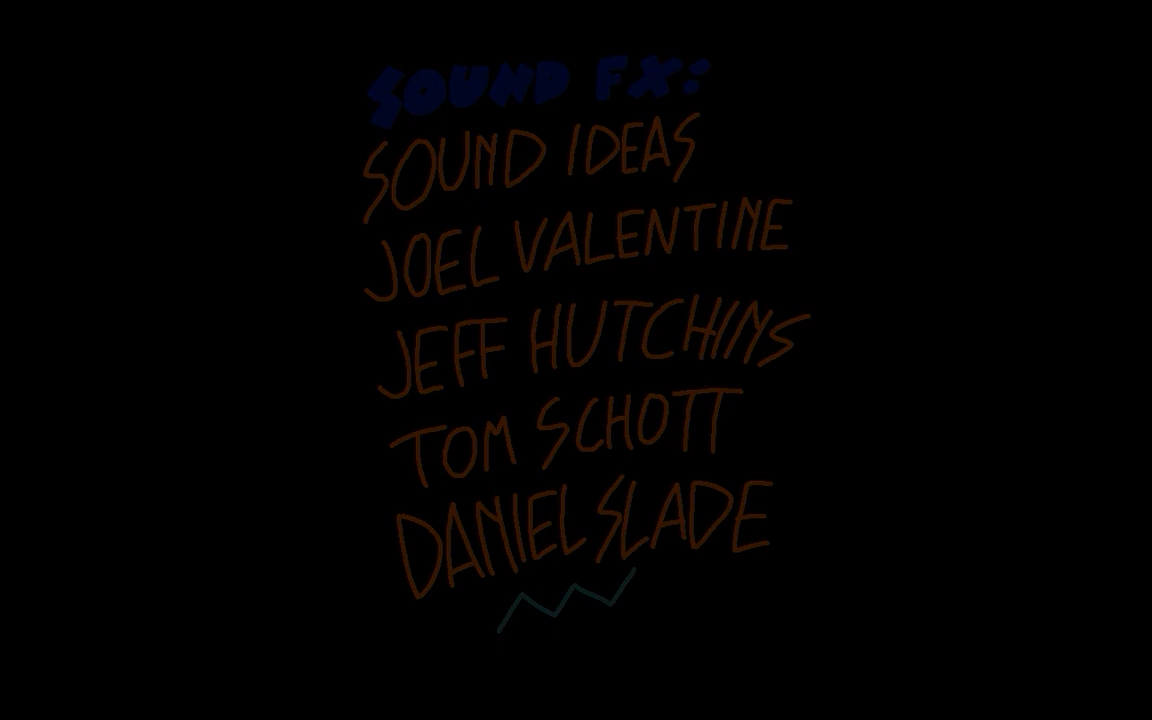 SOUND FX:
SOUND IDEAS
JOEL VALENTINE
JEFF HUTCHINS
TOM SCHOTT
DANIEL SLADE